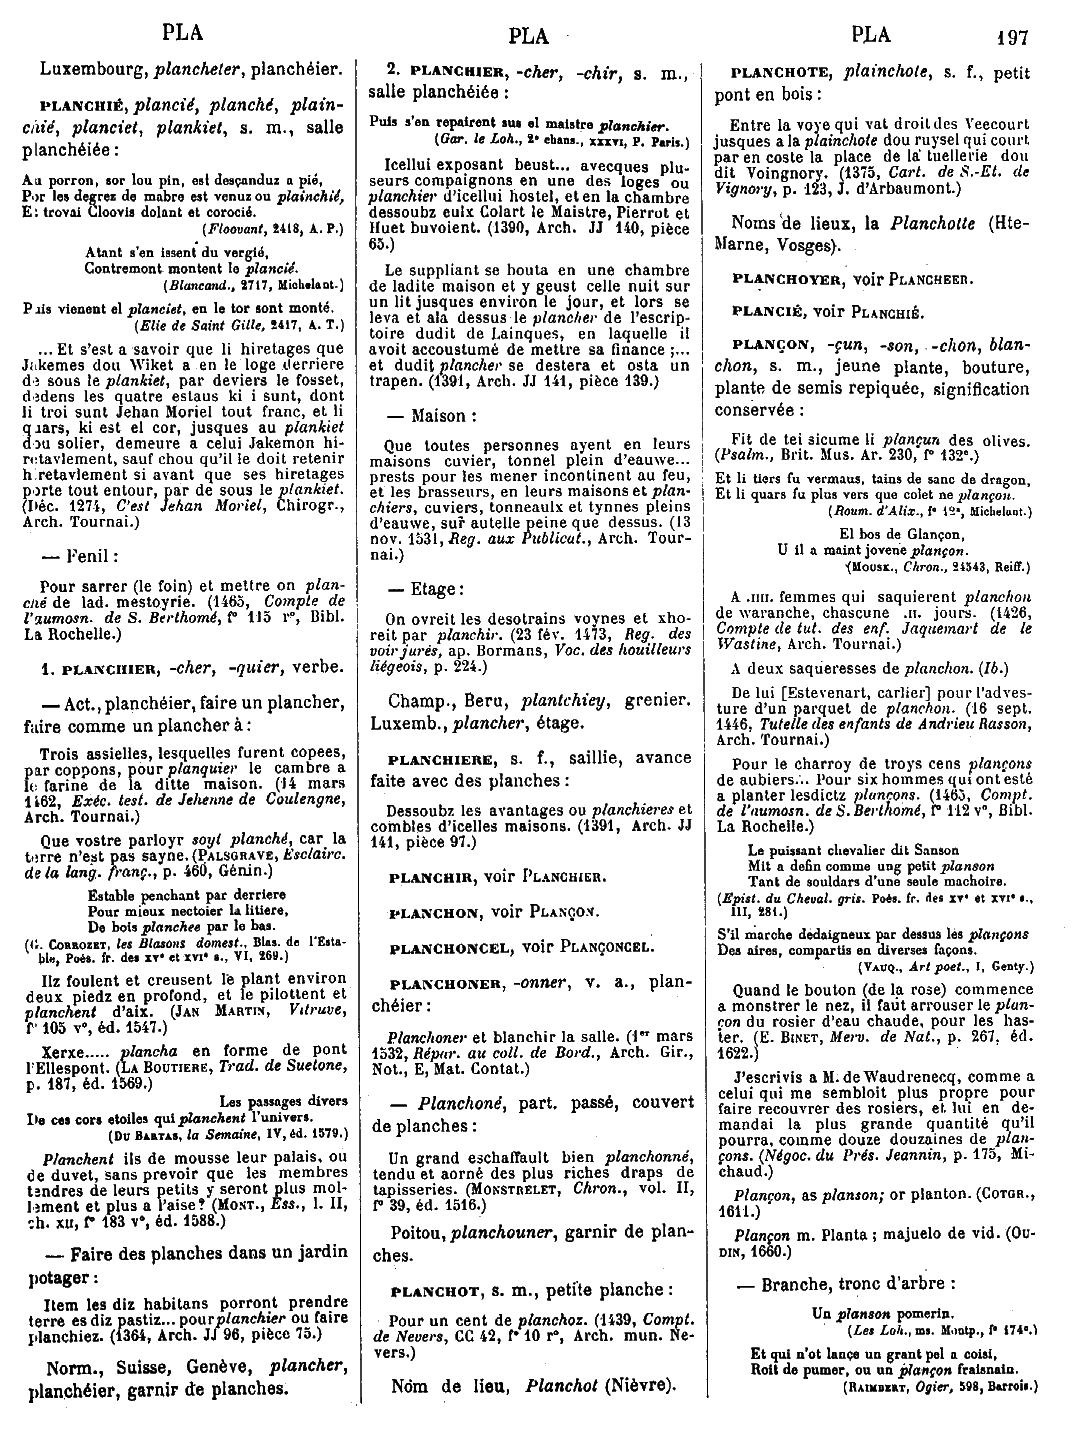 PLA
PLA
PLA
197
Luxembourg, plancheter, planchéier.
PLANCHIÉ, plancié, planché, plain-
chié, planciet, plankiet, s. m., salle
planchéiée :
Au porron, sor lou pin, est desçanduz a pié,
Por les degrez de mabre est venuz ou plainchié,
Et trovai Cloovis dolant et corocié.
(Floovant, 2418, A. P.)
Atant s'en issent du vergié,
Contremont montent le plancié.
(Blancand., 2717, Michelant.)
Puis vienent el planciet, en le tor sont monté.
(Elie de Saint Gille, 2417, A. T.)
... Et s'est a savoir que li hiretages que
Jakemes dou Wiket a en le loge derriere
de sous le plankiet, par deviers le fosset,
dedens les quatre estaus ki i sunt, dont
li troi sunt Jehan Moriel tout franc, et li
quars, ki est el cor, jusques au plankiet
dou solier, demeure a celui Jakemon hi-
retavlement, sauf chou qu'il le doit retenir
hiretavlement si avant que ses hiretages
porte tout entour, par de sous le plankiet.
(Déc. 1274, C'est Jehan Moriel, Chirogr.,
Arch. Tournai.)
— Fenil :
Pour sarrer (le foin) et mettre on plan-
ché de lad. mestoyrie. (1465, Compte de
l'aumosn. de S. Berthomé, f° 115 r°, Bibl.
La Rochelle.)
1. PLANCHIER, -cher, -quier, verbe.
— Act., planchéier, faire un plancher,
faire comme un plancher à :
Trois assielles, lesquelles furent copees,
par coppons, pour planquier le cambre a
le farine de la ditte maison. (14 mars
1462, Exéc. test. de Jehenne de Coulengne,
Arch. Tournai.)
Que vostre parloyr soyt planché, car la
terre n'est pas sayne. (PALSGRAVE, Esclairc.
de la lang. franç., p. 460, Génin.)
Estable penchant par derriere
Pour mieux nectoier la litiere,
De bois planchee par le bas.
(G. CORROZET, les Blasons domest., Blas. de l'Esta-
ble, Poés. fr. des XV° et XVI° s., VI, 269.)
Ilz foulent et creusent le plant environ
deux piedz en profond, et le pilottent et
planchent d'aix. (JAN MARTIN, Vitruve,
f° 105 v°, éd. 1547.)
Xerxe..... plancha en forme de pont
l'Ellespont. (LA BOUTIERE, Trad. de Suetone,
p. 187, éd. 1569.)
Les passages divers
De ces cors etoiles qui planchent l'univers.
(DU BARTAS, la Semaine, IV, éd. 1579.)
Planchent ils de mousse leur palais, ou
de duvet, sans prevoir que les membres
tendres de leurs petits y seront plus mol-
lement et plus a l'aise ? (MONT., Ess., l. II,
ch. XII, f° 183 v°, éd. 1588.)
— Faire des planches dans un jardin
potager :
Item les diz habitans porront prendre
terre es diz pastiz... pour planchier ou faire
planchiez. (1364, Arch. JJ 96, pièce 75.)
Norm., Suisse, Genève, plancher,
planchéier, garnir de planches.
2. PLANCHIER, -cher, -chir, s. m.,
salle planchéiée :
Puis s'en repairent sus el maistre planchier.
(Gar. le Loh., 2° chans., XXXVI, P. Paris.)
Icellui exposant beust... avecques plu-
seurs compaignons en une des loges ou
planchier d'icellui hostel, et en la chambre
dessoubz eulx Colart le Maistre, Pierrot et
Huet buvoient. (1390, Arch. JJ 140, pièce
65.)
Le suppliant se bouta en une chambre
de ladite maison et y geust celle nuit sur
un lit jusques environ le jour, et lors se
leva et ala dessus le plancher de l'escrip-
toire dudit de Lainques, en laquelle il
avoit accoustumé de mettre sa finance ;...
et dudit plancher se destera et osta un
trapen. (1391, Arch. JJ 141, pièce 139.)
— Maison :
Que toutes personnes ayent en leurs
maisons cuvier, tonnel plein d'eauwe...
prests pour les mener incontinent au feu,
et les brasseurs, en leurs maisons et plan-
chiers, cuviers, tonneaulx et tynnes pleins
d'eauwe, sur autelle peine que dessus. (13
nov. 1531, Reg. aux Publicat., Arch. Tour-
nai.)
— Etage :
On ovreit les desotrains voynes et xho-
reit par planchir. (23 fév. 1473, Reg. des
voir jurés, ap. Bormans, Voc. des houilleurs
liégeois, p. 224.)
Champ., Beru, plantchiey, grenier.
Luxemb., plancher, étage.
PLANCHIERE, s. f., saillie, avance
faite avec des planches :
Dessoubz les avantages ou planchieres et
combles d'icelles maisons. (1391, Arch. JJ
141, pièce 97.)
PLANCHIR, voir PLANCHIER.
PLANCHON, voir PLANÇON.
PLANCHONCEL, voir PLANÇONCEL.
PLANCHONER, -onner, v. a., plan-
chéier :
Planchoner et blanchir la salle. (1er mars
1532, Répar. au coll. de Bord., Arch. Gir.,
Not., E, Mat. Contat.)
— Planchoné, part. passé, couvert
de planches :
Un grand eschaffault bien planchonné,
tendu et aorné des plus riches draps de
tapisseries. (MONSTRELET, Chron., vol. II,
f° 39, éd. 1516.)
Poitou, planchouner, garnir de plan-
ches.
PLANCHOT, s. m., petite planche :
Pour un cent de planchoz. (1439, Compt.
de Nevers, CC 42, f° 10 r°, Arch. mun. Ne-
vers.)
Nom de lieu, Planchot (Nièvre).
PLANCHOTE, plainchote, s. f., petit
pont en bois :
Entre la voye qui vat droit des Veecourt
jusques a la plainchote dou ruysel qui court
par en coste la place de la tuellerie dou
dit Voingnory. (1375, Cart. de S.-Et. de
Vignory, p. 123, J. d'Arbaumont.)
Noms de lieux, la Planchotte (Hte-
Marne, Vosges).
PLANCHOYER, voir PLANCHEER.
PLANCIÉ, voir PLANCHIÉ.
PLANÇON, -çun, -son, -chon, blan-
chon, s. m., jeune plante, bouture,
plante de semis repiquée, signification
conservée :
Fit de tei sicume li plançun des olives.
(Psalm., Brit. Mus. Ar. 230, f° 132°.)
Et li tiers fu vermaus, tains de sanc de dragon,
Et li quars fu plus vers que colet ne plançon.
(Roum. d'Alix., f° 12°, Michelant.)
El bos de Glançon,
U il a maint jovene plançon.
(MOUSK., Chron., 24543, Reiff.)
A .IIII. femmes qui saquierent planchon
de waranche, chascune .II. jours. (1426,
Compte de tut. des enf. Jaquemart de le
Wastine, Arch. Tournai.)
A deux saqueresses de planchon. (Ib.)
De lui [Estevenart, carlier] pour l'adves-
ture d'un parquet de planchon. (16 sept.
1446, Tutelle des enfants de Andrieu Rasson,
Arch. Tournai.)
Pour le charroy de troys cens plançons
de aubiers... Pour six hommes qui ont esté
a planter lesdictz plançons. (1465, Compt.
de l'aumosn. de S. Berthomé, f° 112 v°, Bibl.
La Rochelle.)
Le puissant chevalier dit Sanson
Mit a defin comme ung petit planson
Tant de souldars d'une seule machoire.
(Epist. du Cheval. gris. Poés. fr. des XV° et XVI° s.,
III, 281.)
S'il marche dedaigneux par dessus les plançons
Des aires, compartis en diverses façons.
(VAUQ., Art poet., I, Genty.)
Quand le bouton (de la rose) commence
a monstrer le nez, il faut arrouser le plan-
çon du rosier d'eau chaude, pour les has-
ter. (E. BINET, Merv. de Nat., p. 267, éd.
1622.)
J'escrivis a M. de Waudrenecq, comme a
celui qui me sembloit plus propre pour
faire recouvrer des rosiers, et lui en de-
mandai la plus grande quantité qu'il
pourra, comme douze douzaines de plan-
çons. (Négoc. du Prés. Jeannin, p. 175, Mi-
chaud.)
Plançon, as planson; or planton. (COTGR.,
1611.)
Plançon m. Planta ; majuelo de vid. (OU-
DIN, 1660.)
— Branche, tronc d'arbre :
Un planson pomerin.
(Les Loh., ms. Montp., f° 174°.)
Et qui n'ot lance un grant pel a coisi,
Roit de pumer, ou un plançon fraisnain.
(RAIMBERT, Ogier, 598, Barrois.)